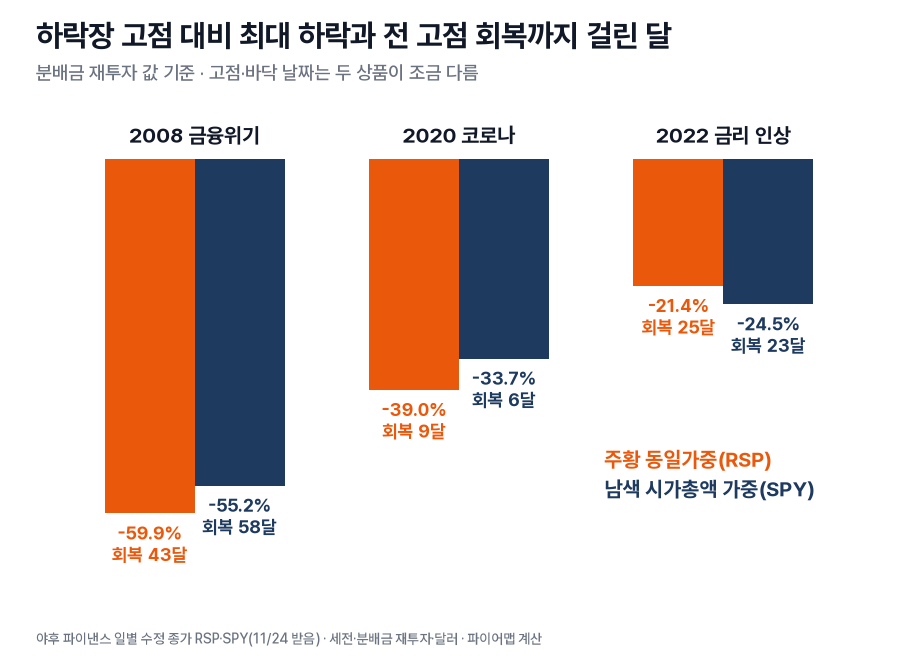 하락장 고점 대비 최대 하락과 전 고점 회복까지 걸린 달
분배금 재투자 값 기준 · 고점·바닥 날짜는 두 상품이 조금 다름
2008 금융위기
2020 코로나
2022 금리 인상
-21.4%
회복 25달
-24.5%
회복 23달
-33.7%
회복 6달
-39.0%
회복 9달
주황 동일가중(RSP)
남색 시가총액 가중(SPY)
-55.2%
회복 58달
-59.9%
회복 43달
야후 파이낸스 일별 수정 종가 RSP·SPY(11/24 받음) · 세전·분배금 재투자·달러 · 파이어맵 계산